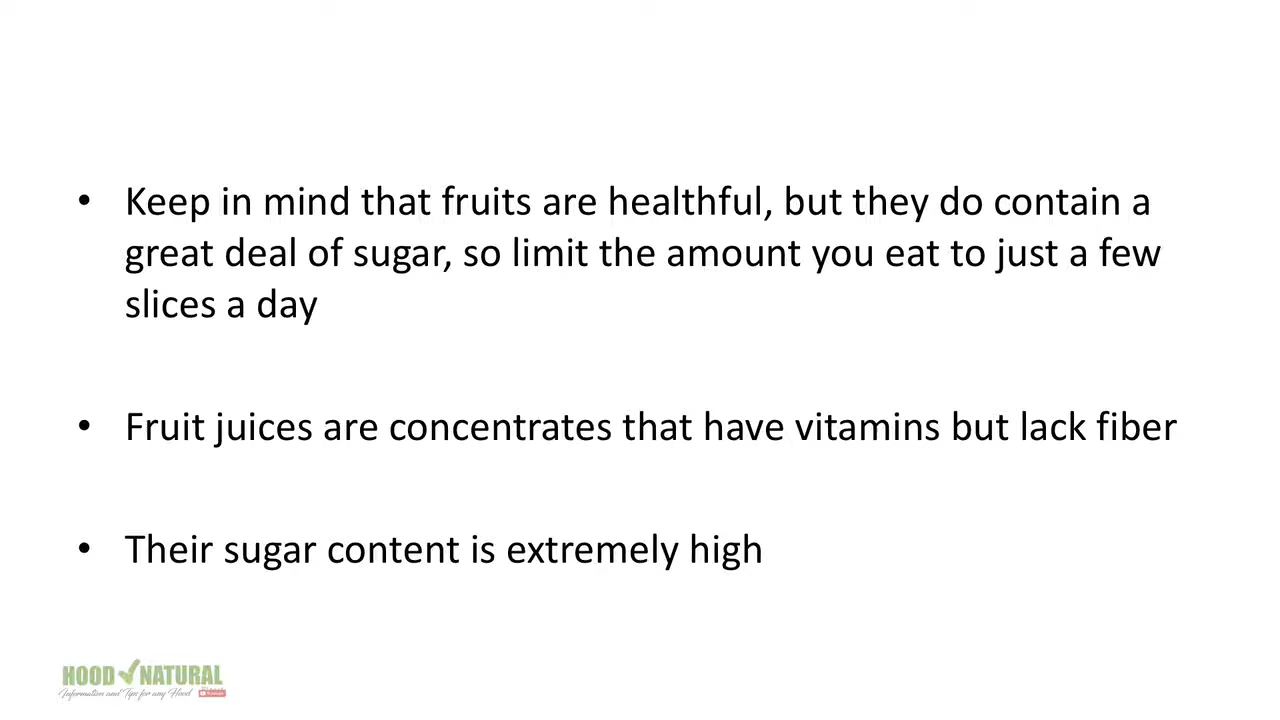 • Keep in mind that fruits are healthful, but they do contain a
great deal of sugar, so limit the amount you eat to just a few
slices a day
• Fruit juices are concentrates that have vitamins but lack fiber
• Their sugar content is extremely high
HOOD NATURAL
Information and Tips for any Hood